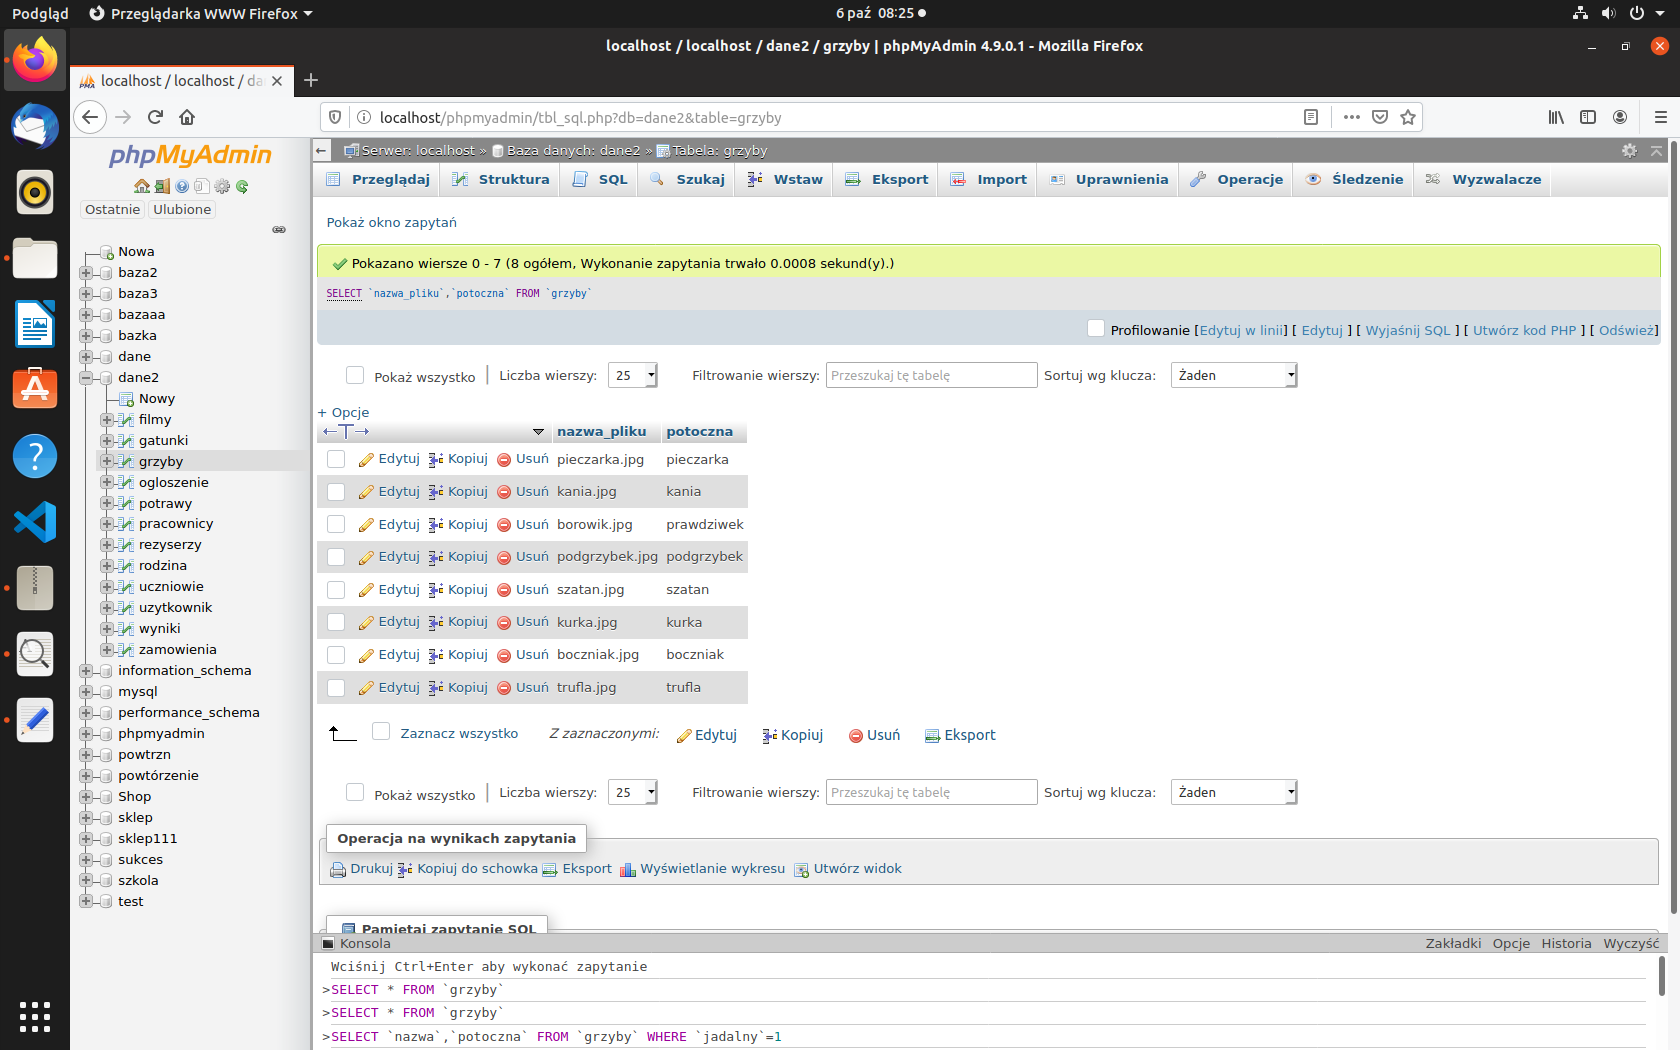 Podgląd Przeglądarka WWW Firefox 6 paź 08:25
localhost / localhost / dane2 / grzyby | phpMyAdmin 4.9.0.1 - Mozilla Firefox
localhost / localhost / da
localhost/phpmyadmin/tbl_sql.php?db=dane2&table=grzyby
phpMyAdmin
Ostatnie Ulubione
Nowa
baza2
baza3
bazaaa
bazka
dane
dane2
Nowy
filmy
gatunki
grzyby
ogloszenie
potrawy
pracownicy
rezyserzy
rodzina
uczniowie
uzytkownik
wyniki
zamowienia
information_schema
mysql
performance_schema
phpmyadmin
powtrzn
powtórzenie
Shop
sklep
sklep111
sukces
szkola
test
Serwer: localhost » Baza danych: dane2 » Tabela: grzyby
Przeglądaj Struktura SQL Szukaj Wstaw Eksport Import Uprawnienia Operacje Śledzenie Wyzwalacze
Pokaż okno zapytań
Pokazano wiersze 0 - 7 (8 ogółem, Wykonanie zapytania trwało 0.0008 sekund(y).)
SELECT `nazwa_pliku`,`potoczna` FROM `grzyby`
Profilowanie [Edytuj w linii] [ Edytuj ] [ Wyjaśnij SQL ] [ Utwórz kod PHP ] [ Odśwież]
Pokaż wszystko | Liczba wierszy: 25 Filtrowanie wierszy: Przeszukaj tę tabelę Sortuj wg klucza: Żaden
+ Opcje
←T→ nazwa_pliku potoczna
Edytuj Kopiuj Usuń pieczarka.jpg pieczarka
Edytuj Kopiuj Usuń kania.jpg kania
Edytuj Kopiuj Usuń borowik.jpg prawdziwek
Edytuj Kopiuj Usuń podgrzybek.jpg podgrzybek
Edytuj Kopiuj Usuń szatan.jpg szatan
Edytuj Kopiuj Usuń kurka.jpg kurka
Edytuj Kopiuj Usuń boczniak.jpg boczniak
Edytuj Kopiuj Usuń trufla.jpg trufla
Zaznacz wszystko Z zaznaczonymi: Edytuj Kopiuj Usuń Eksport
Pokaż wszystko | Liczba wierszy: 25 Filtrowanie wierszy: Przeszukaj tę tabelę Sortuj wg klucza: Żaden
Operacja na wynikach zapytania
Drukuj Kopiuj do schowka Eksport Wyświetlanie wykresu Utwórz widok
Pamiętaj zapytanie SQL
Konsola Zakładki Opcje Historia Wyczyść
Wciśnij Ctrl+Enter aby wykonać zapytanie
>SELECT * FROM `grzyby`
>SELECT * FROM `grzyby`
>SELECT `nazwa`,`potoczna` FROM `grzyby` WHERE `jadalny`=1